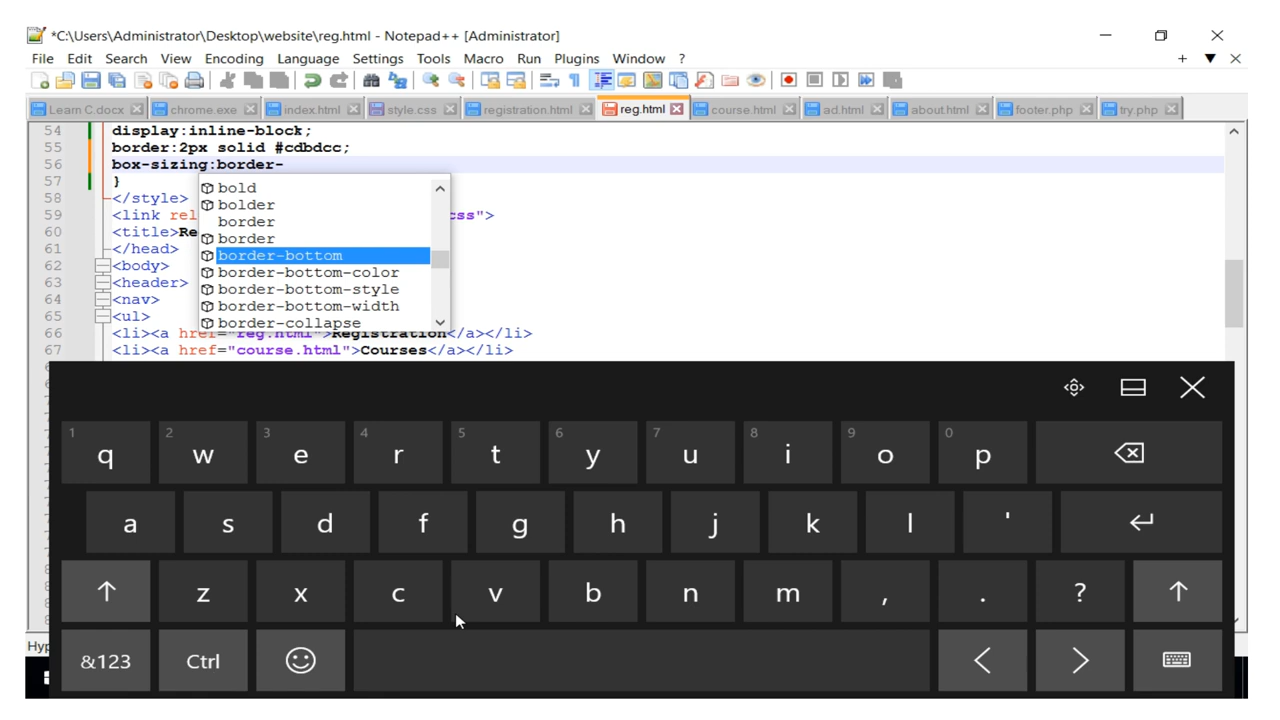 *C:\Users\Administrator\Desktop\website\reg.html - Notepad++ [Administrator]
File Edit Search View Encoding Language Settings Tools Macro Run Plugins Window ?
Learn C.docx chrome.exe index.html style.css registration.html reg.html course.html ad.html about.html footer.php try.php
54 display:inline-block;
55 border:2px solid #cdbdcc;
56 box-sizing:border-
57 }
58 </style>
59 <link rel css">
60 <title>Re
61 </head>
62 <body>
63 <header>
64 <nav>
65 <ul>
66 <li><a href="reg.html">Registration</a></li>
67 <li><a href="course.html">Courses</a></li>
bold
bolder
border
border
border-bottom
border-bottom-color
border-bottom-style
border-bottom-width
border-collapse
1 2 3 4 5 6 7 8 9 0
q w e r t y u i o p
a s d f g h j k l '
z x c v b n m , . ?
&123 Ctrl
Hyp